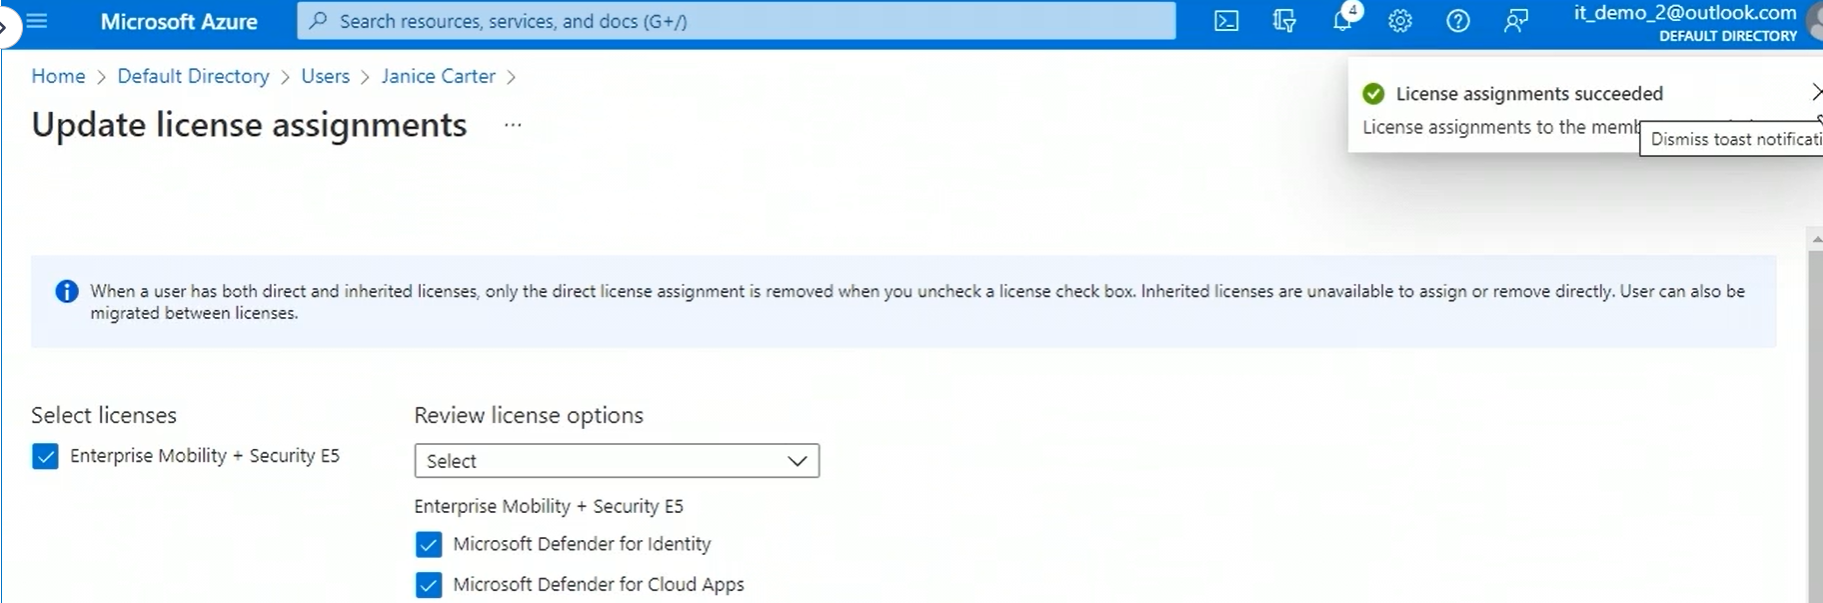 Microsoft Azure
Search resources, services, and docs (G+/)
4
it_demo_2@outlook.com
DEFAULT DIRECTORY
Home > Default Directory > Users > Janice Carter >
Update license assignments ...
License assignments succeeded
License assignments to the
Dismiss toast
When a user has both direct and inherited licenses, only the direct license assignment is removed when you uncheck a license check box. Inherited licenses are unavailable to assign or remove directly. User can also be
migrated between licenses.
Select licenses
Enterprise Mobility + Security E5
Review license options
Select
Enterprise Mobility + Security E5
Microsoft Defender for Identity
Microsoft Defender for Cloud Apps